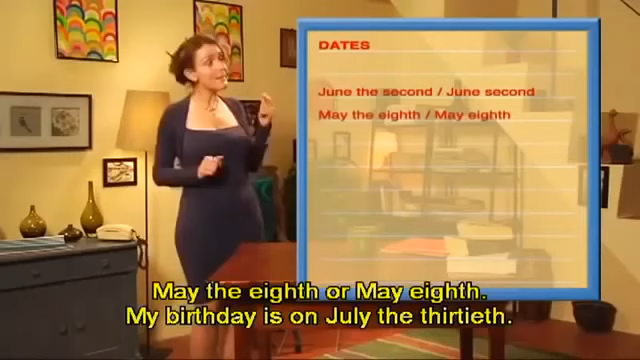 DATES
June the second / June second
May the eighth / May eighth
May the eighth or May eighth.
My birthday is on July the thirtieth.